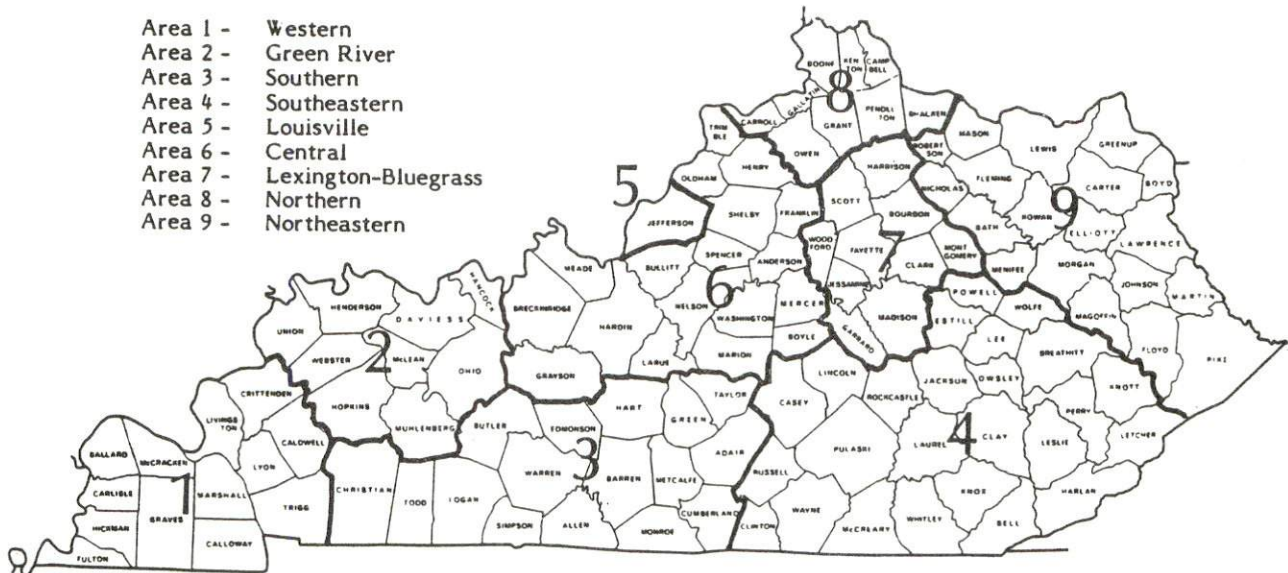 Area 1 - Western
Area 2 - Green River
Area 3 - Southern
Area 4 - Southeastern
Area 5 - Louisville
Area 6 - Central
Area 7 - Lexington-Bluegrass
Area 8 - Northern
Area 9 - Northeastern
BOONE
KEN
TON
CAMP
BELL
8
GALLATIN
CARROLL
GRANT
PENDLE
TON
BRACKEN
TRIM
BLE
OWEN
MASON
LEWIS
GREENUP
ROBERT
SON
HARRISON
HENRY
FLEMING
CARTER
BOYD
5
OLDHAM
NICHOLAS
SCOTT
ROWAN
9
ELLIOTT
JEFFERSON
SHELBY
FRANKLIN
BOURBON
BATH
LAWRENCE
WOOD
FORD
FAYETTE
7
MONT
GOMERY
CLARK
MENIFEE
MORGAN
MEADE
BULLITT
SPENCER
ANDERSON
JESSAMINE
JOHNSON
MARTIN
HANCOCK
HENDERSON
DAVIESS
BRECKINRIDGE
NELSON
6
MERCER
POWELL
WOLFE
MAGOFFIN
UNION
HARDIN
WASHINGTON
MADISON
ESTILL
GARRARD
LEE
FLOYD
PIKE
WEBSTER
2
McLEAN
BOYLE
BREATHITT
OHIO
LARUE
MARION
GRAYSON
LINCOLN
JACKSON
OWSLEY
KNOTT
CRITTENDEN
HOPKINS
TAYLOR
CASEY
ROCKCASTLE
PERRY
LIVINGS
TON
MUHLENBERG
BUTLER
EDMONSON
HART
GREEN
LETCHER
CALDWELL
3
PULASKI
LAUREL
4
CLAY
LESLIE
BALLARD
McCRACKEN
LYON
WARREN
BARREN
METCALFE
ADAIR
RUSSELL
1
CARLISLE
MARSHALL
CHRISTIAN
TODD
LOGAN
KNOX
HARLAN
GRAVES
TRIGG
CUMBERLAND
WAYNE
HICKMAN
SIMPSON
ALLEN
MONROE
CLINTON
McCREARY
WHITLEY
BELL
CALLOWAY
FULTON